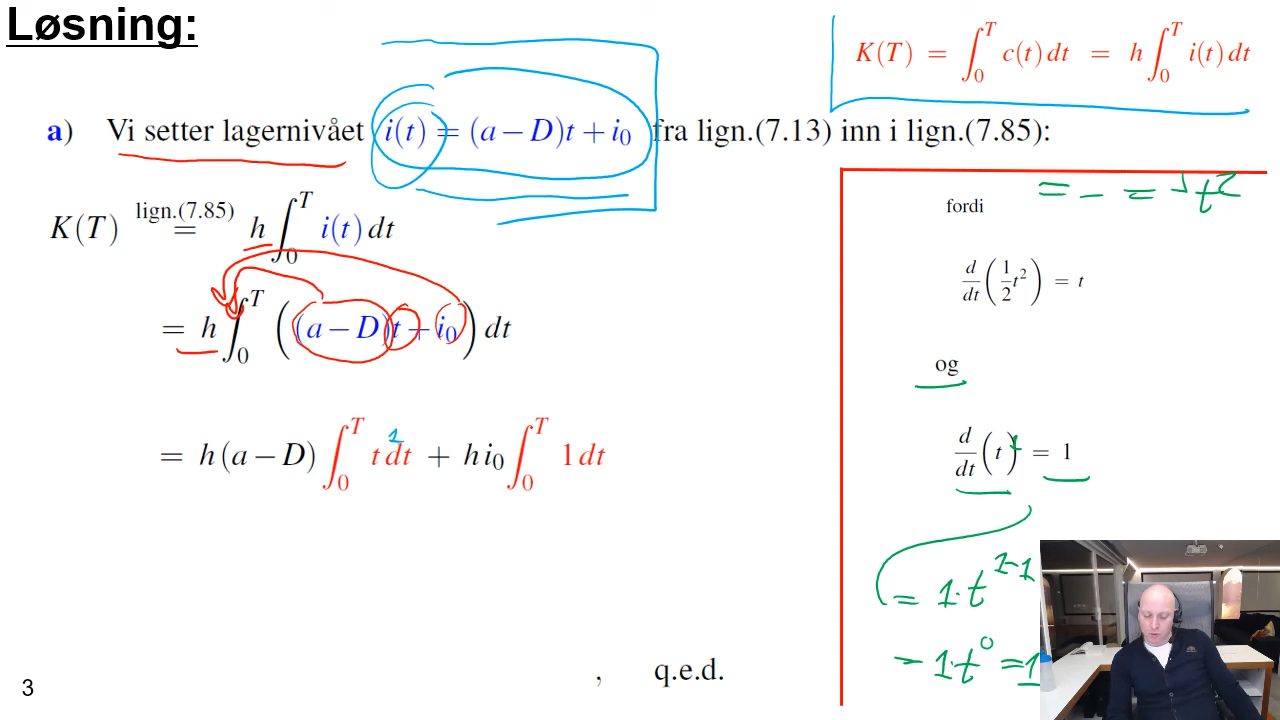 Løsning:
K(T) = ∫₀ᵀ c(t) dt = h ∫₀ᵀ i(t) dt
a) Vi setter lagernivået i(t) = (a − D)t + i₀ fra lign.(7.13) inn i lign.(7.85):
K(T) lign.(7.85) = h ∫₀ᵀ i(t) dt
= h ∫₀ᵀ ((a − D)t + i₀) dt
= h(a − D) ∫₀ᵀ t dt + h i₀ ∫₀ᵀ 1 dt
1
, q.e.d.
3
fordi
d/dt (1/2 t²) = t
og
d/dt (t)¹ = 1
= 1·t¹⁻¹
= 1·t⁰ = 1